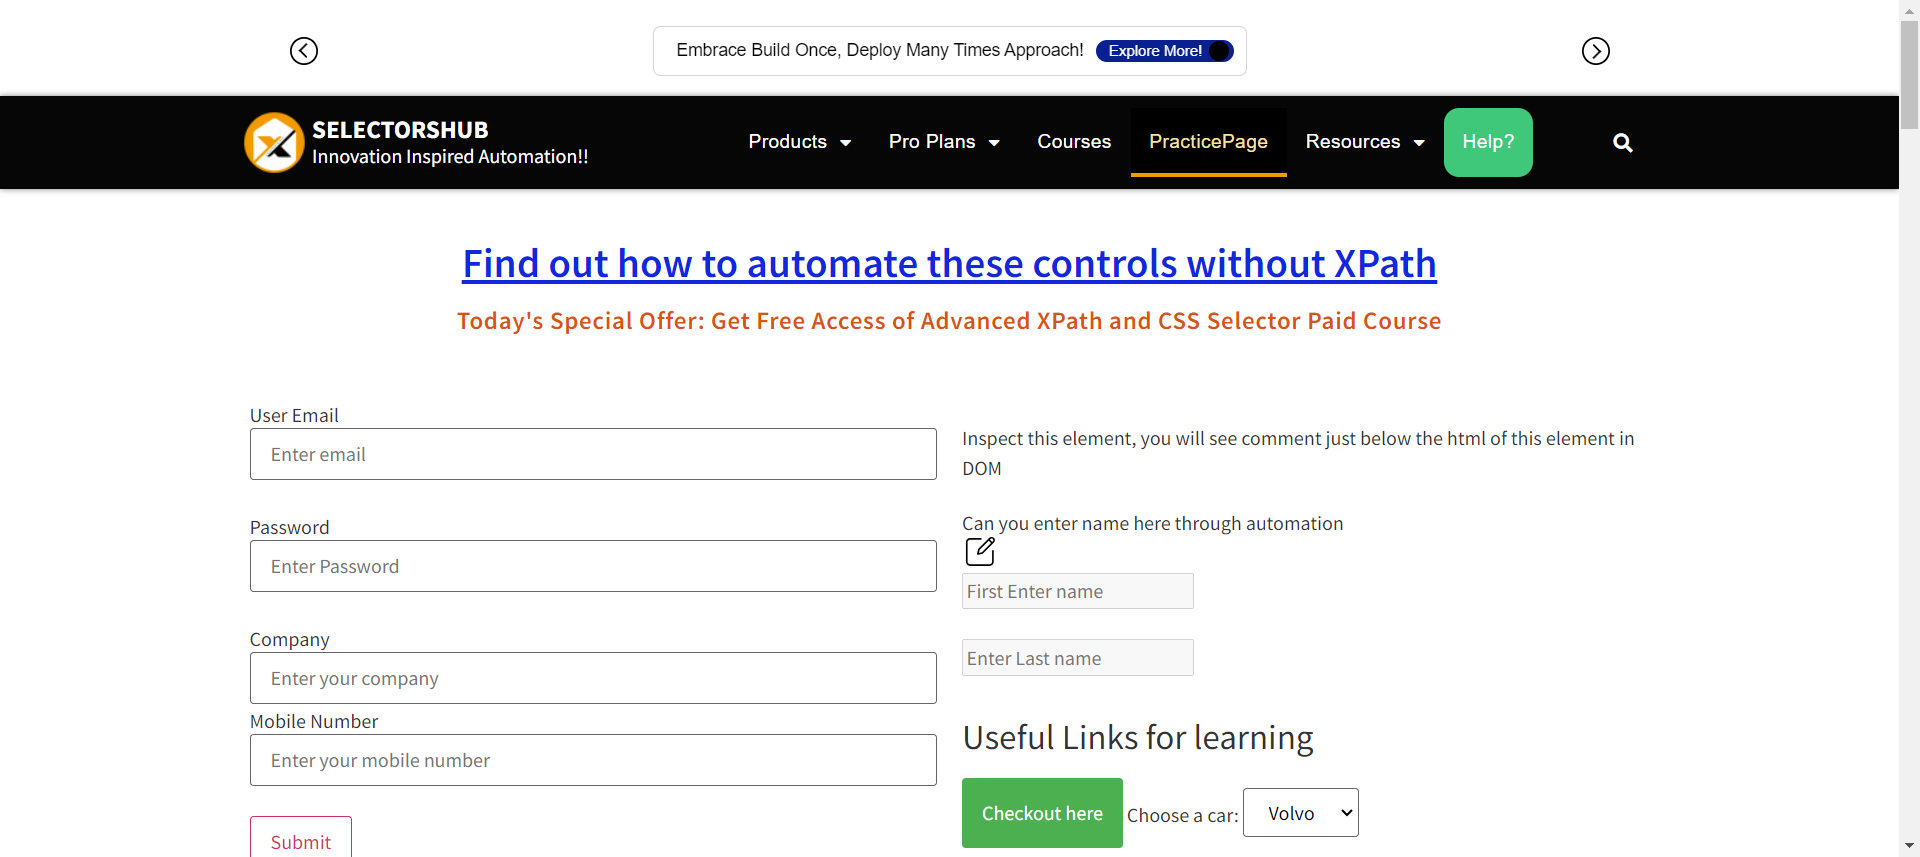 Embrace Build Once, Deploy Many Times Approach! Explore More!
SELECTORSHUB
Innovation Inspired Automation!!
Products Pro Plans Courses PracticePage Resources Help?
Find out how to automate these controls without XPath
Today's Special Offer: Get Free Access of Advanced XPath and CSS Selector Paid Course
User Email
Enter email
Password
Enter Password
Company
Enter your company
Mobile Number
Enter your mobile number
Submit
Inspect this element, you will see comment just below the html of this element in
DOM
Can you enter name here through automation
First Enter name
Enter Last name
Useful Links for learning
Checkout here Choose a car: Volvo